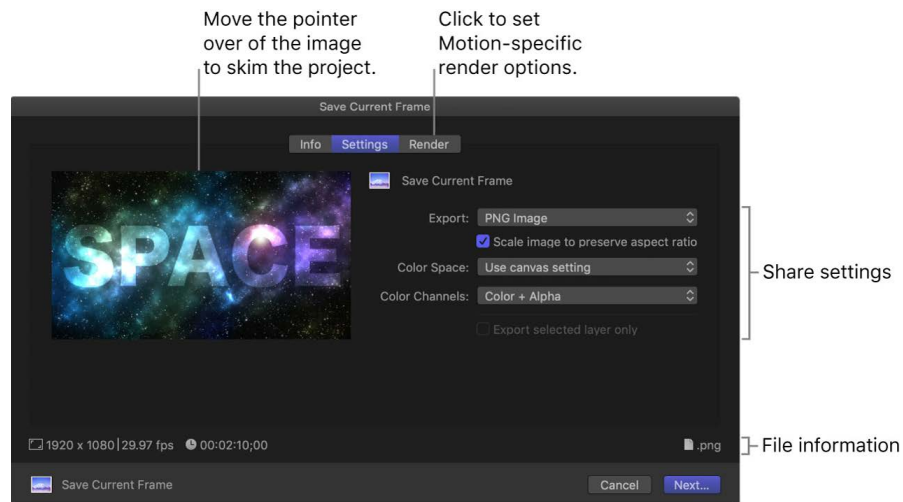 Move the pointer
over of the image
to skim the project.
Click to set
Motion-specific
render options.
Save Current Frame
Info Settings Render
SPACE
Save Current Frame
Export: PNG Image
Scale image to preserve aspect ratio
Color Space: Use canvas setting
Color Channels: Color + Alpha
Export selected layer only
Share settings
1920 x 1080 | 29.97 fps 00:02:10;00
.png
File information
Save Current Frame
Cancel Next...